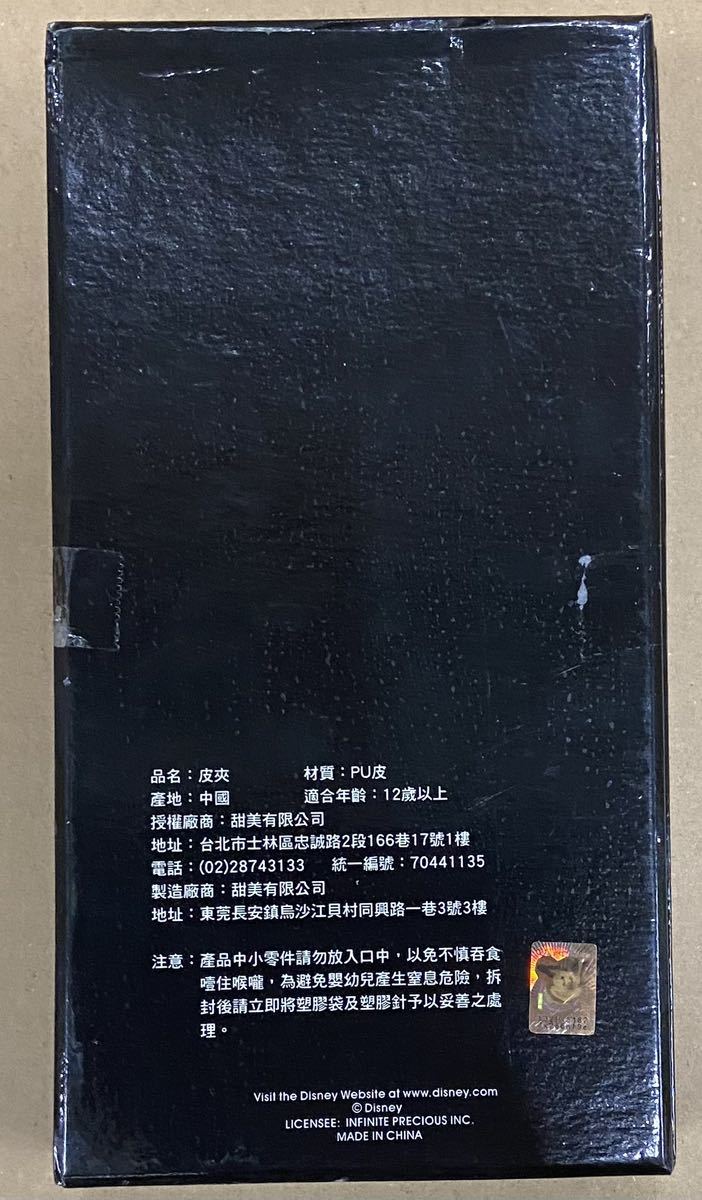 品名：皮夾 材質：PU皮
產地：中國 適合年齡：12歲以上
授權廠商：甜美有限公司
地址：台北市士林區忠誠路2段166巷17號1樓
電話：(02)28743133 統一編號：70441135
製造廠商：甜美有限公司
地址：東莞長安鎮烏沙江貝村同興路一巷3號3樓
注意：產品中小零件請勿放入口中，以免不慎吞食
噎住喉嚨，為避免嬰幼兒產生窒息危險，拆
封後請立即將塑膠袋及塑膠針予以妥善之處
理。
Visit the Disney Website at www.disney.com
© Disney
LICENSEE: INFINITE PRECIOUS INC.
MADE IN CHINA